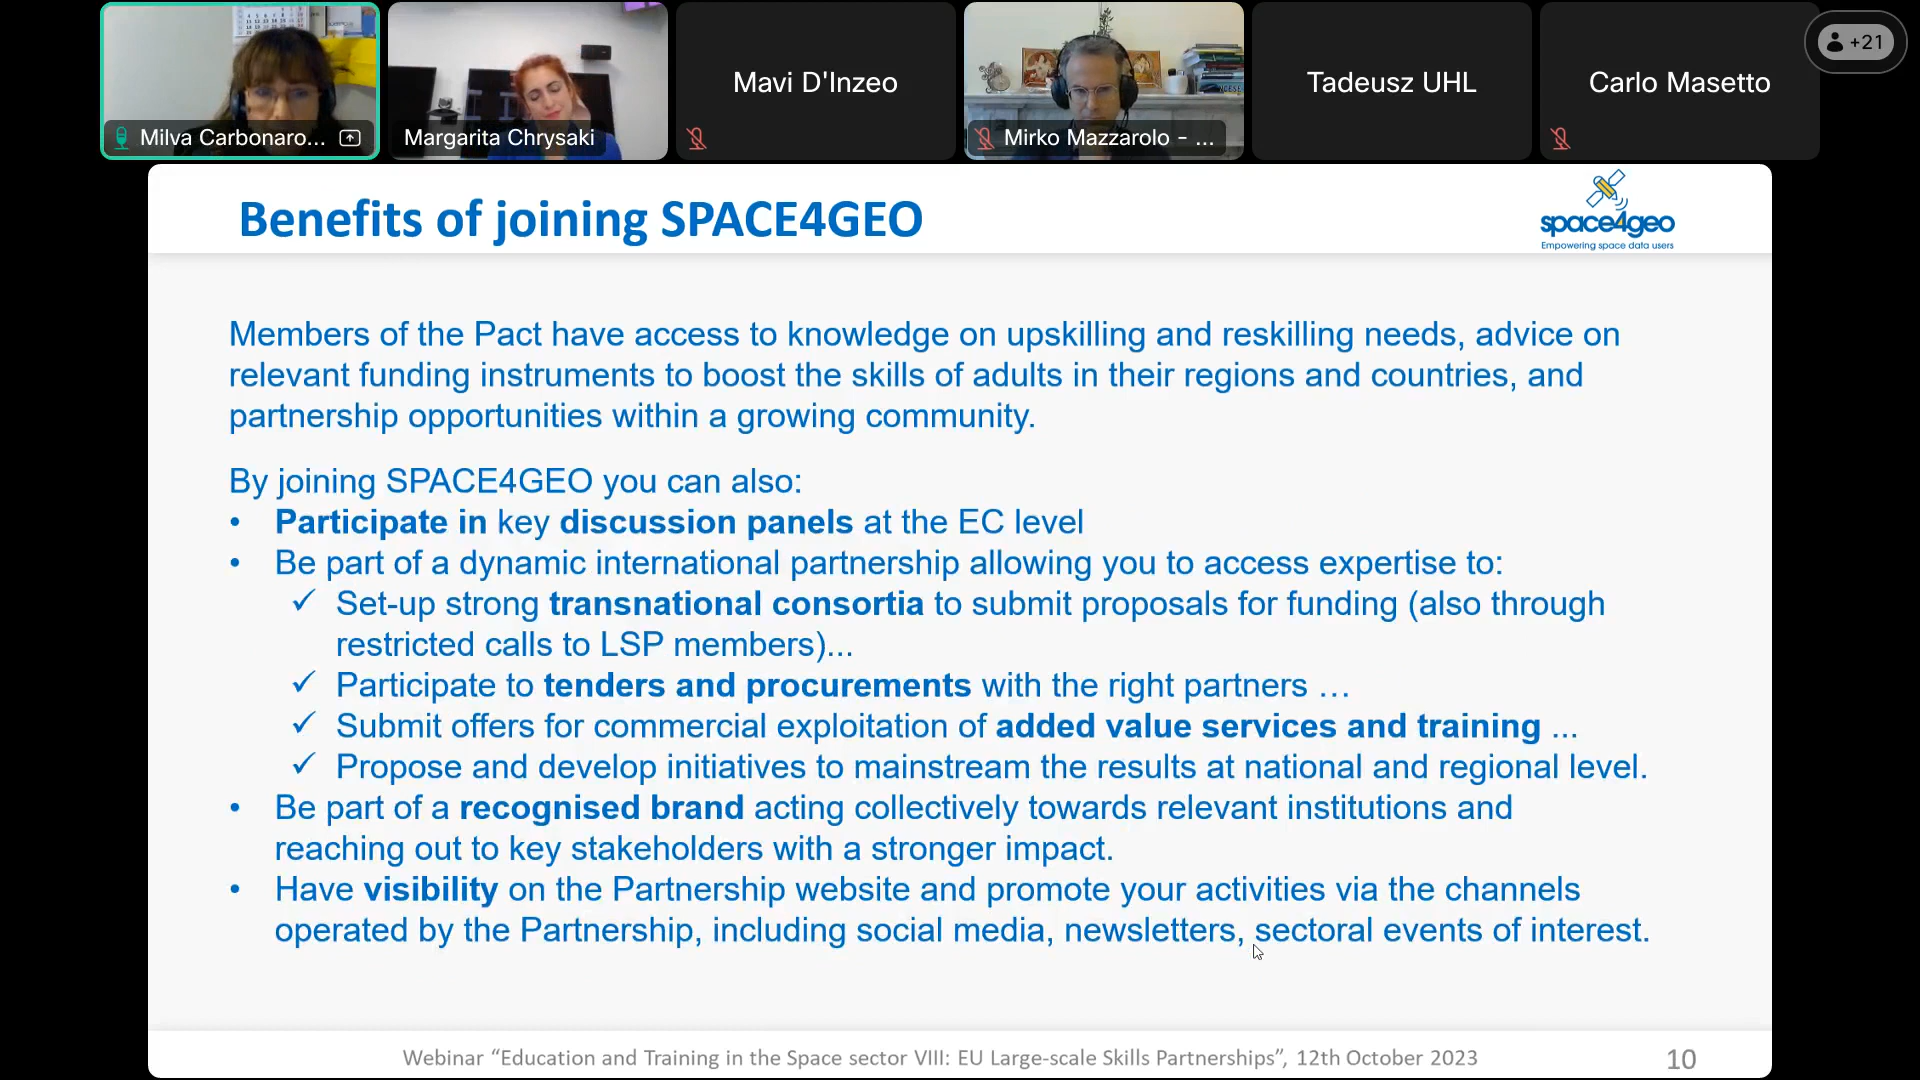 Milva Carbonaro...
Margarita Chrysaki
Mavi D'Inzeo
Mirko Mazzarolo - ...
Tadeusz UHL
Carlo Masetto
+21
Benefits of joining SPACE4GEO
space4geo
Empowering space data users
Members of the Pact have access to knowledge on upskilling and reskilling needs, advice on
relevant funding instruments to boost the skills of adults in their regions and countries, and
partnership opportunities within a growing community.
By joining SPACE4GEO you can also:
• Participate in key discussion panels at the EC level
• Be part of a dynamic international partnership allowing you to access expertise to:
✓ Set-up strong transnational consortia to submit proposals for funding (also through
restricted calls to LSP members)...
✓ Participate to tenders and procurements with the right partners …
✓ Submit offers for commercial exploitation of added value services and training ...
✓ Propose and develop initiatives to mainstream the results at national and regional level.
• Be part of a recognised brand acting collectively towards relevant institutions and
reaching out to key stakeholders with a stronger impact.
• Have visibility on the Partnership website and promote your activities via the channels
operated by the Partnership, including social media, newsletters, sectoral events of interest.
Webinar “Education and Training in the Space sector VIII: EU Large-scale Skills Partnerships”, 12th October 2023
10